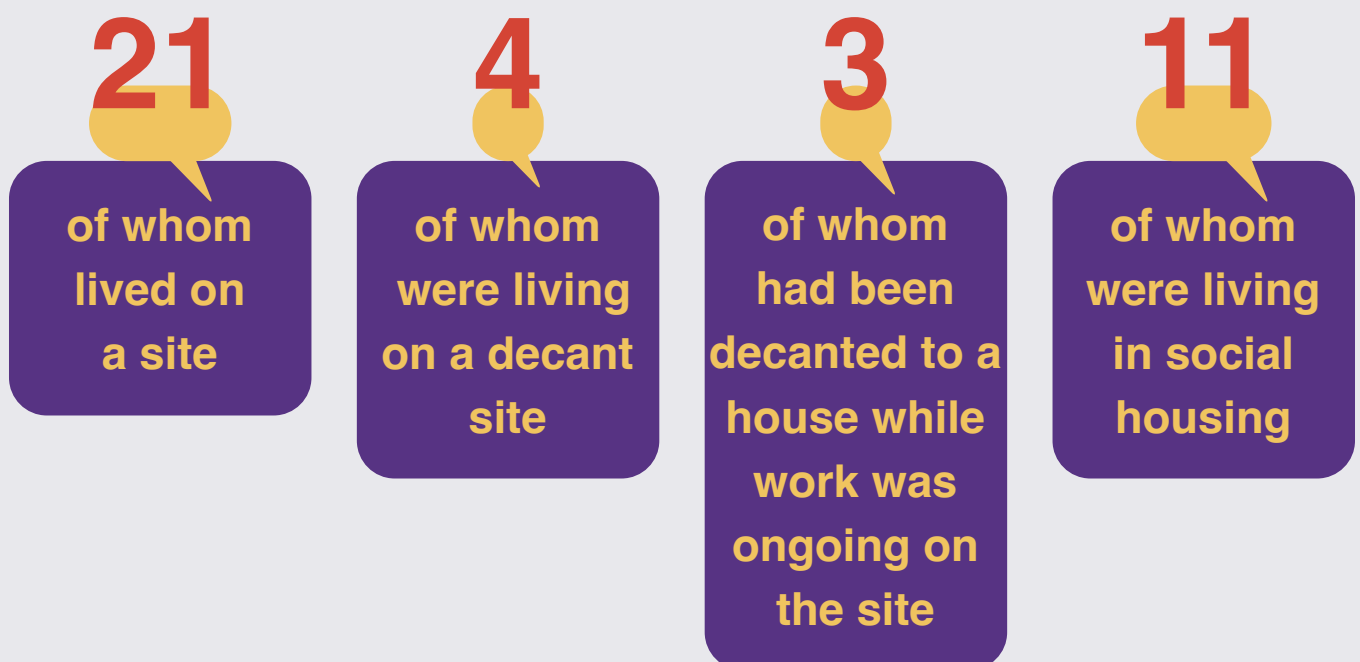 21
of whom
lived on
a site
4
of whom
were living
on a decant
site
3
of whom
had been
decanted to a
house while
work was
ongoing on
the site
11
of whom
were living
in social
housing